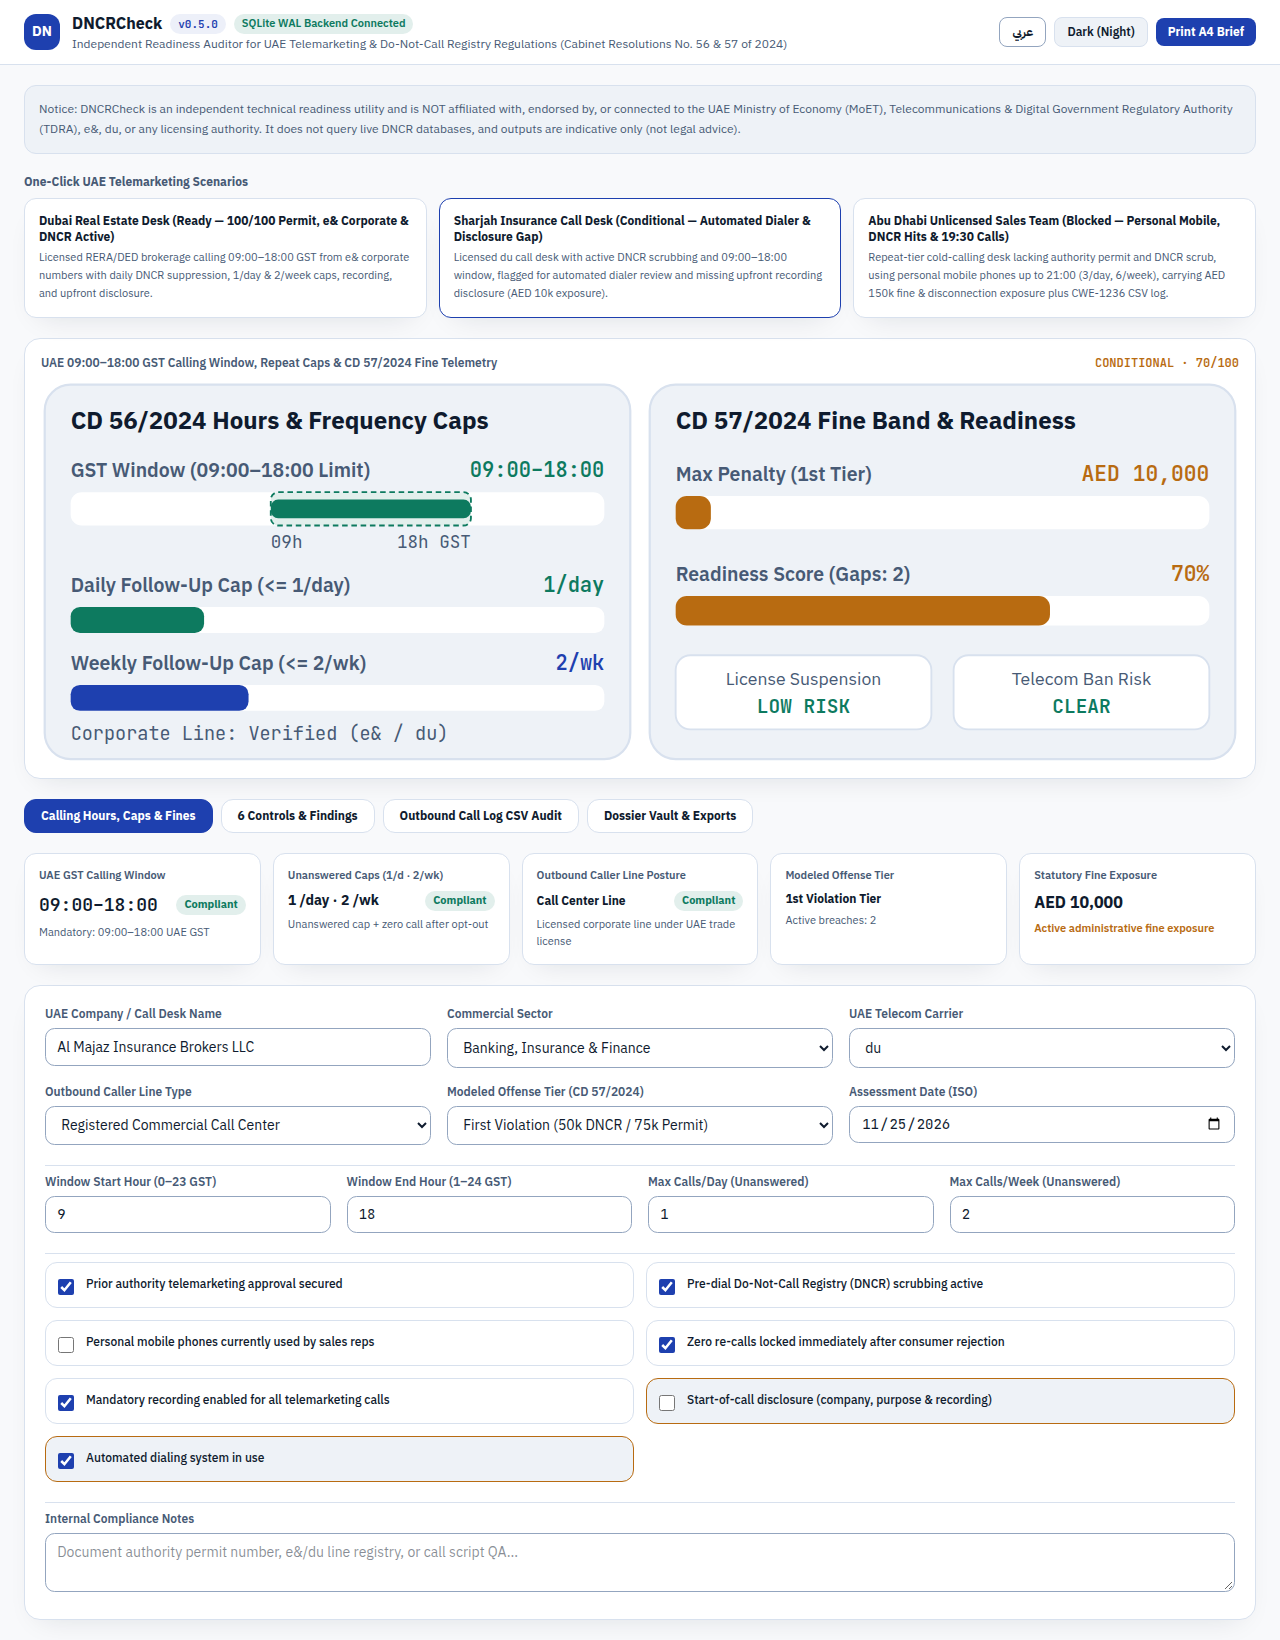 DN
DNCRCheck
v0.5.0
SQLite WAL Backend Connected
Independent Readiness Auditor for UAE Telemarketing & Do-Not-Call Registry Regulations (Cabinet Resolutions No. 56 & 57 of 2024)
عربي
Dark (Night)
Print A4 Brief
Notice: DNCRCheck is an independent technical readiness utility and is NOT affiliated with, endorsed by, or connected to the UAE Ministry of Economy (MoET), Telecommunications & Digital Government Regulatory Authority
(TDRA), e&, du, or any licensing authority. It does not query live DNCR databases, and outputs are indicative only (not legal advice).
One-Click UAE Telemarketing Scenarios
Dubai Real Estate Desk (Ready — 100/100 Permit, e& Corporate &
DNCR Active)
Licensed RERA/DED brokerage calling 09:00–18:00 GST from e& corporate
numbers with daily DNCR suppression, 1/day & 2/week caps, recording,
and upfront disclosure.
Sharjah Insurance Call Desk (Conditional — Automated Dialer &
Disclosure Gap)
Licensed du call desk with active DNCR scrubbing and 09:00–18:00
window, flagged for automated dialer review and missing upfront recording
disclosure (AED 10k exposure).
Abu Dhabi Unlicensed Sales Team (Blocked — Personal Mobile,
DNCR Hits & 19:30 Calls)
Repeat-tier cold-calling desk lacking authority permit and DNCR scrub,
using personal mobile phones up to 21:00 (3/day, 6/week), carrying AED
150k fine & disconnection exposure plus CWE-1236 CSV log.
UAE 09:00–18:00 GST Calling Window, Repeat Caps & CD 57/2024 Fine Telemetry
CONDITIONAL · 70/100
CD 56/2024 Hours & Frequency Caps
GST Window (09:00–18:00 Limit)
09:00–18:00
09h
18h GST
Daily Follow-Up Cap (<= 1/day)
1/day
Weekly Follow-Up Cap (<= 2/wk)
2/wk
Corporate Line: Verified (e& / du)
CD 57/2024 Fine Band & Readiness
Max Penalty (1st Tier)
AED 10,000
Readiness Score (Gaps: 2)
70%
License Suspension
LOW RISK
Telecom Ban Risk
CLEAR
Calling Hours, Caps & Fines
6 Controls & Findings
Outbound Call Log CSV Audit
Dossier Vault & Exports
UAE GST Calling Window
09:00–18:00
Compliant
Mandatory: 09:00–18:00 UAE GST
Unanswered Caps (1/d · 2/wk)
1 /day · 2 /wk
Compliant
Unanswered cap + zero call after opt-out
Outbound Caller Line Posture
Call Center Line
Compliant
Licensed corporate line under UAE trade
license
Modeled Offense Tier
1st Violation Tier
Active breaches: 2
Statutory Fine Exposure
AED 10,000
Active administrative fine exposure
UAE Company / Call Desk Name
Al Majaz Insurance Brokers LLC
Commercial Sector
Banking, Insurance & Finance
UAE Telecom Carrier
du
Outbound Caller Line Type
Registered Commercial Call Center
Modeled Offense Tier (CD 57/2024)
First Violation (50k DNCR / 75k Permit)
Assessment Date (ISO)
11/25/2026
Window Start Hour (0–23 GST)
9
Window End Hour (1–24 GST)
18
Max Calls/Day (Unanswered)
1
Max Calls/Week (Unanswered)
2
Prior authority telemarketing approval secured
Pre-dial Do-Not-Call Registry (DNCR) scrubbing active
Personal mobile phones currently used by sales reps
Zero re-calls locked immediately after consumer rejection
Mandatory recording enabled for all telemarketing calls
Start-of-call disclosure (company, purpose & recording)
Automated dialing system in use
Internal Compliance Notes
Document authority permit number, e&/du line registry, or call script QA...